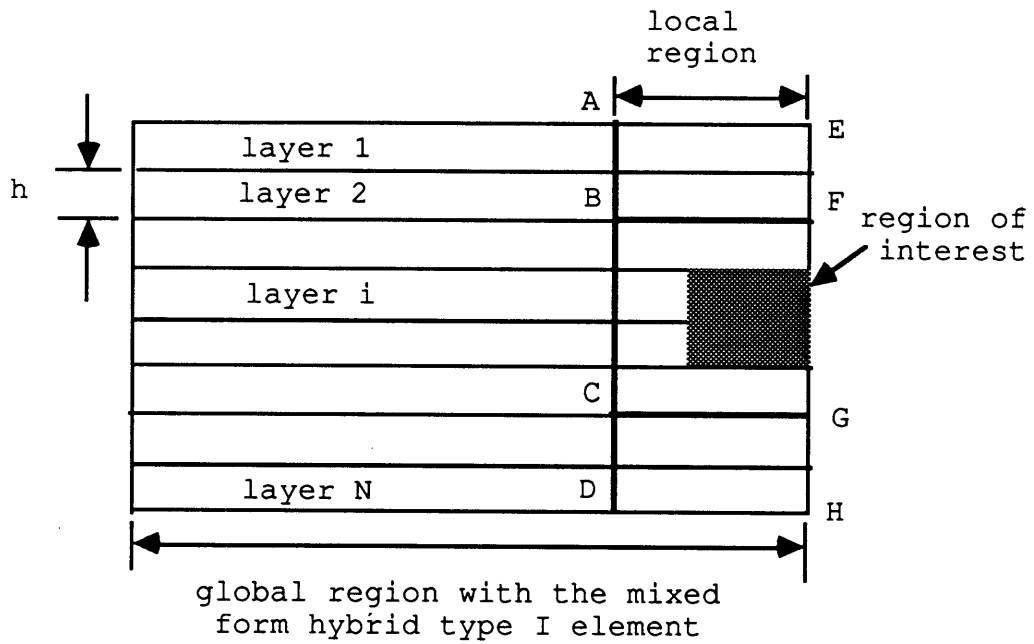 local
region
A
E
layer 1
h
layer 2
B
F
region of
interest
layer i
C
G
layer N
D
H
global region with the mixed
form hybrid type I element